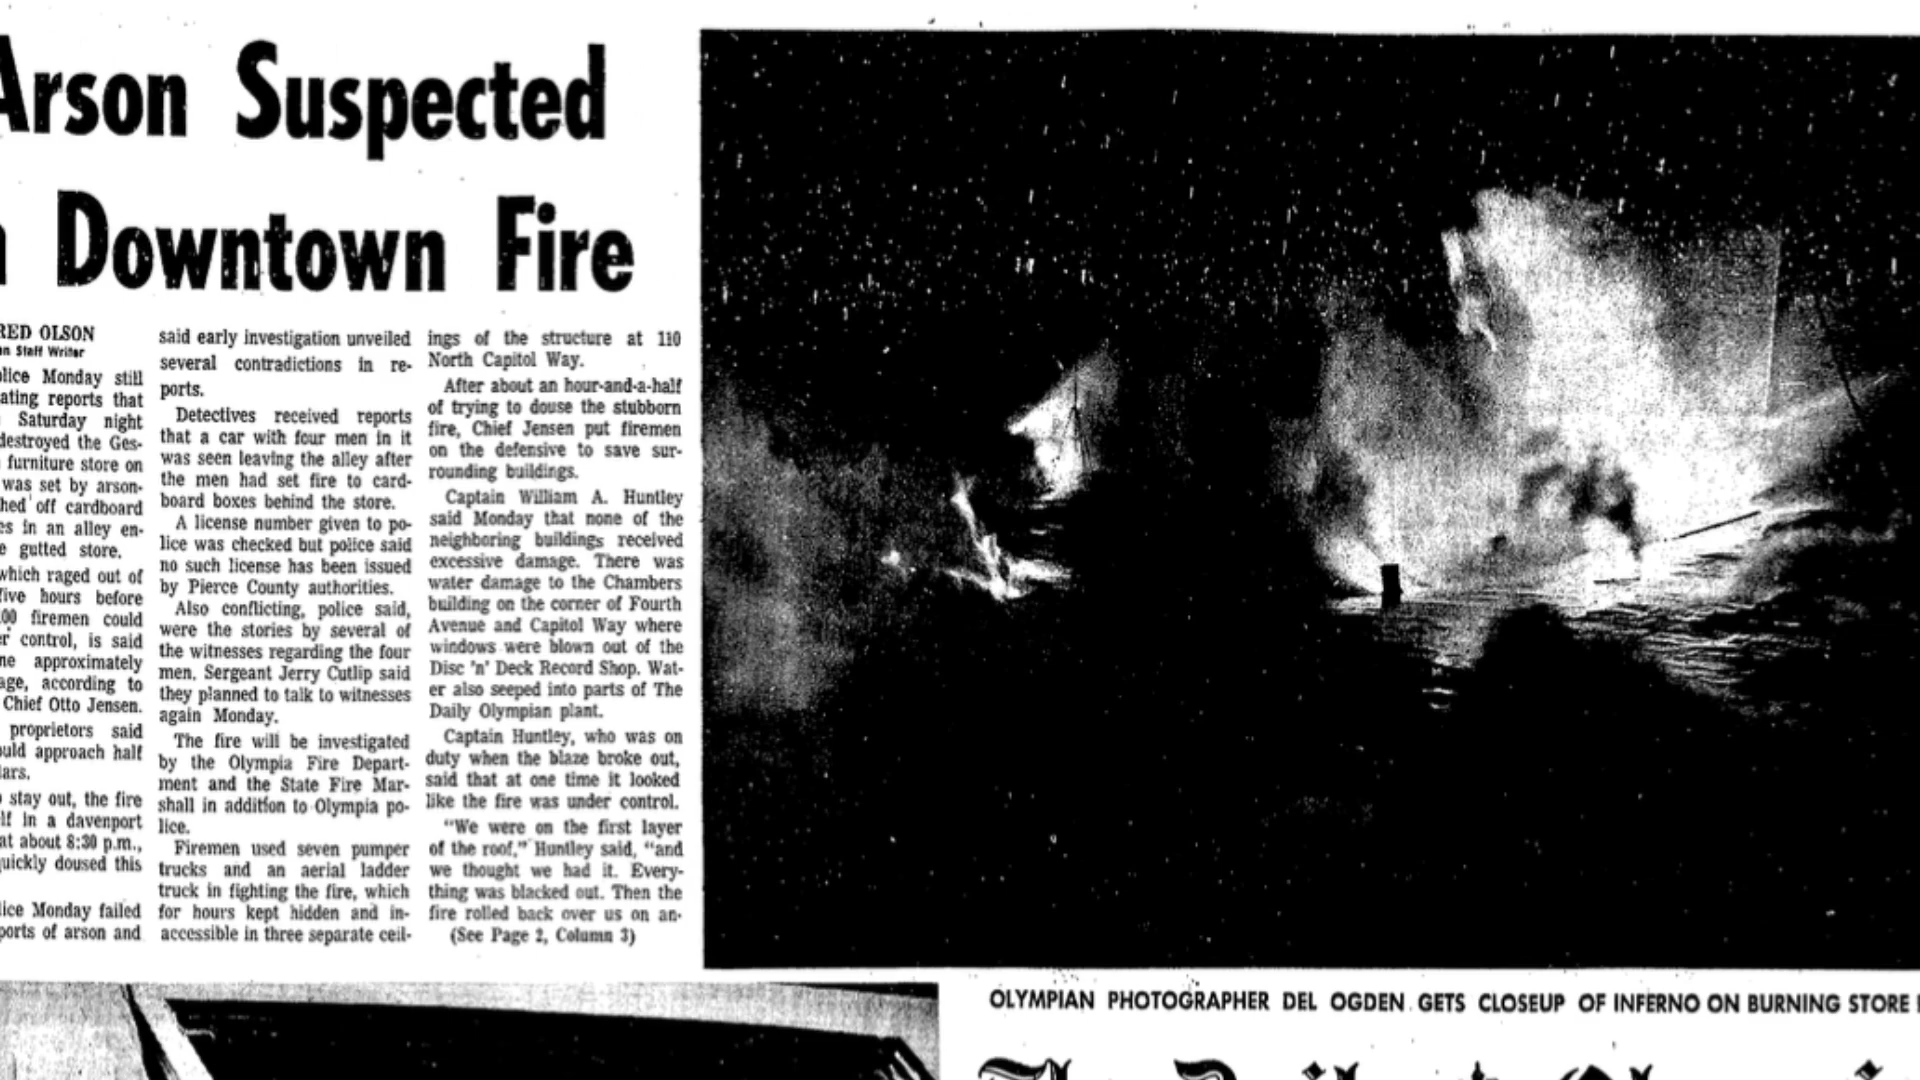 Arson Suspected
Downtown Fire
RED OLSON
Staff Writer
Monday still
ating reports that
Saturday night
destroyed the Ges-
furniture store on
was set by arson-
hed off cardboard
es in an alley en-
e gutted store.
which raged out of
five hours before
00 firemen could
er control, is said
ne approximately
age, according to
Chief Otto Jensen.
proprietors said
ould approach half
lars.
stay out, the fire
lf in a davenport
at about 8:30 p.m.,
quickly doused this
lice Monday failed
ports of arson and
said early investigation unveiled
several contradictions in re-
ports.
Detectives received reports
that a car with four men in it
was seen leaving the alley after
the men had set fire to card-
board boxes behind the store.
A license number given to po-
lice was checked but police said
no such license has been issued
by Pierce County authorities.
Also conflicting, police said,
were the stories by several of
the witnesses regarding the four
men. Sergeant Jerry Cutlip said
they planned to talk to witnesses
again Monday.
The fire will be investigated
by the Olympia Fire Depart-
ment and the State Fire Mar-
shall in addition to Olympia po-
lice.
Firemen used seven pumper
trucks and an aerial ladder
truck in fighting the fire, which
for hours kept hidden and in-
accessible in three separate ceil-
ings of the structure at 110
North Capitol Way.
After about an hour-and-a-half
of trying to douse the stubborn
fire, Chief Jensen put firemen
on the defensive to save sur-
rounding buildings.
Captain William A. Huntley
said Monday that none of the
neighboring buildings received
excessive damage. There was
water damage to the Chambers
building on the corner of Fourth
Avenue and Capitol Way where
windows were blown out of the
Disc 'n' Deck Record Shop. Wat-
er also seeped into parts of The
Daily Olympian plant.
Captain Huntley, who was on
duty when the blaze broke out,
said that at one time it looked
like the fire was under control.
"We were on the first layer
of the roof," Huntley said, "and
we thought we had it. Every-
thing was blacked out. Then the
fire rolled back over us on an-
(See Page 2, Column 3)
OLYMPIAN PHOTOGRAPHER DEL OGDEN GETS CLOSEUP OF INFERNO ON BURNING STORE